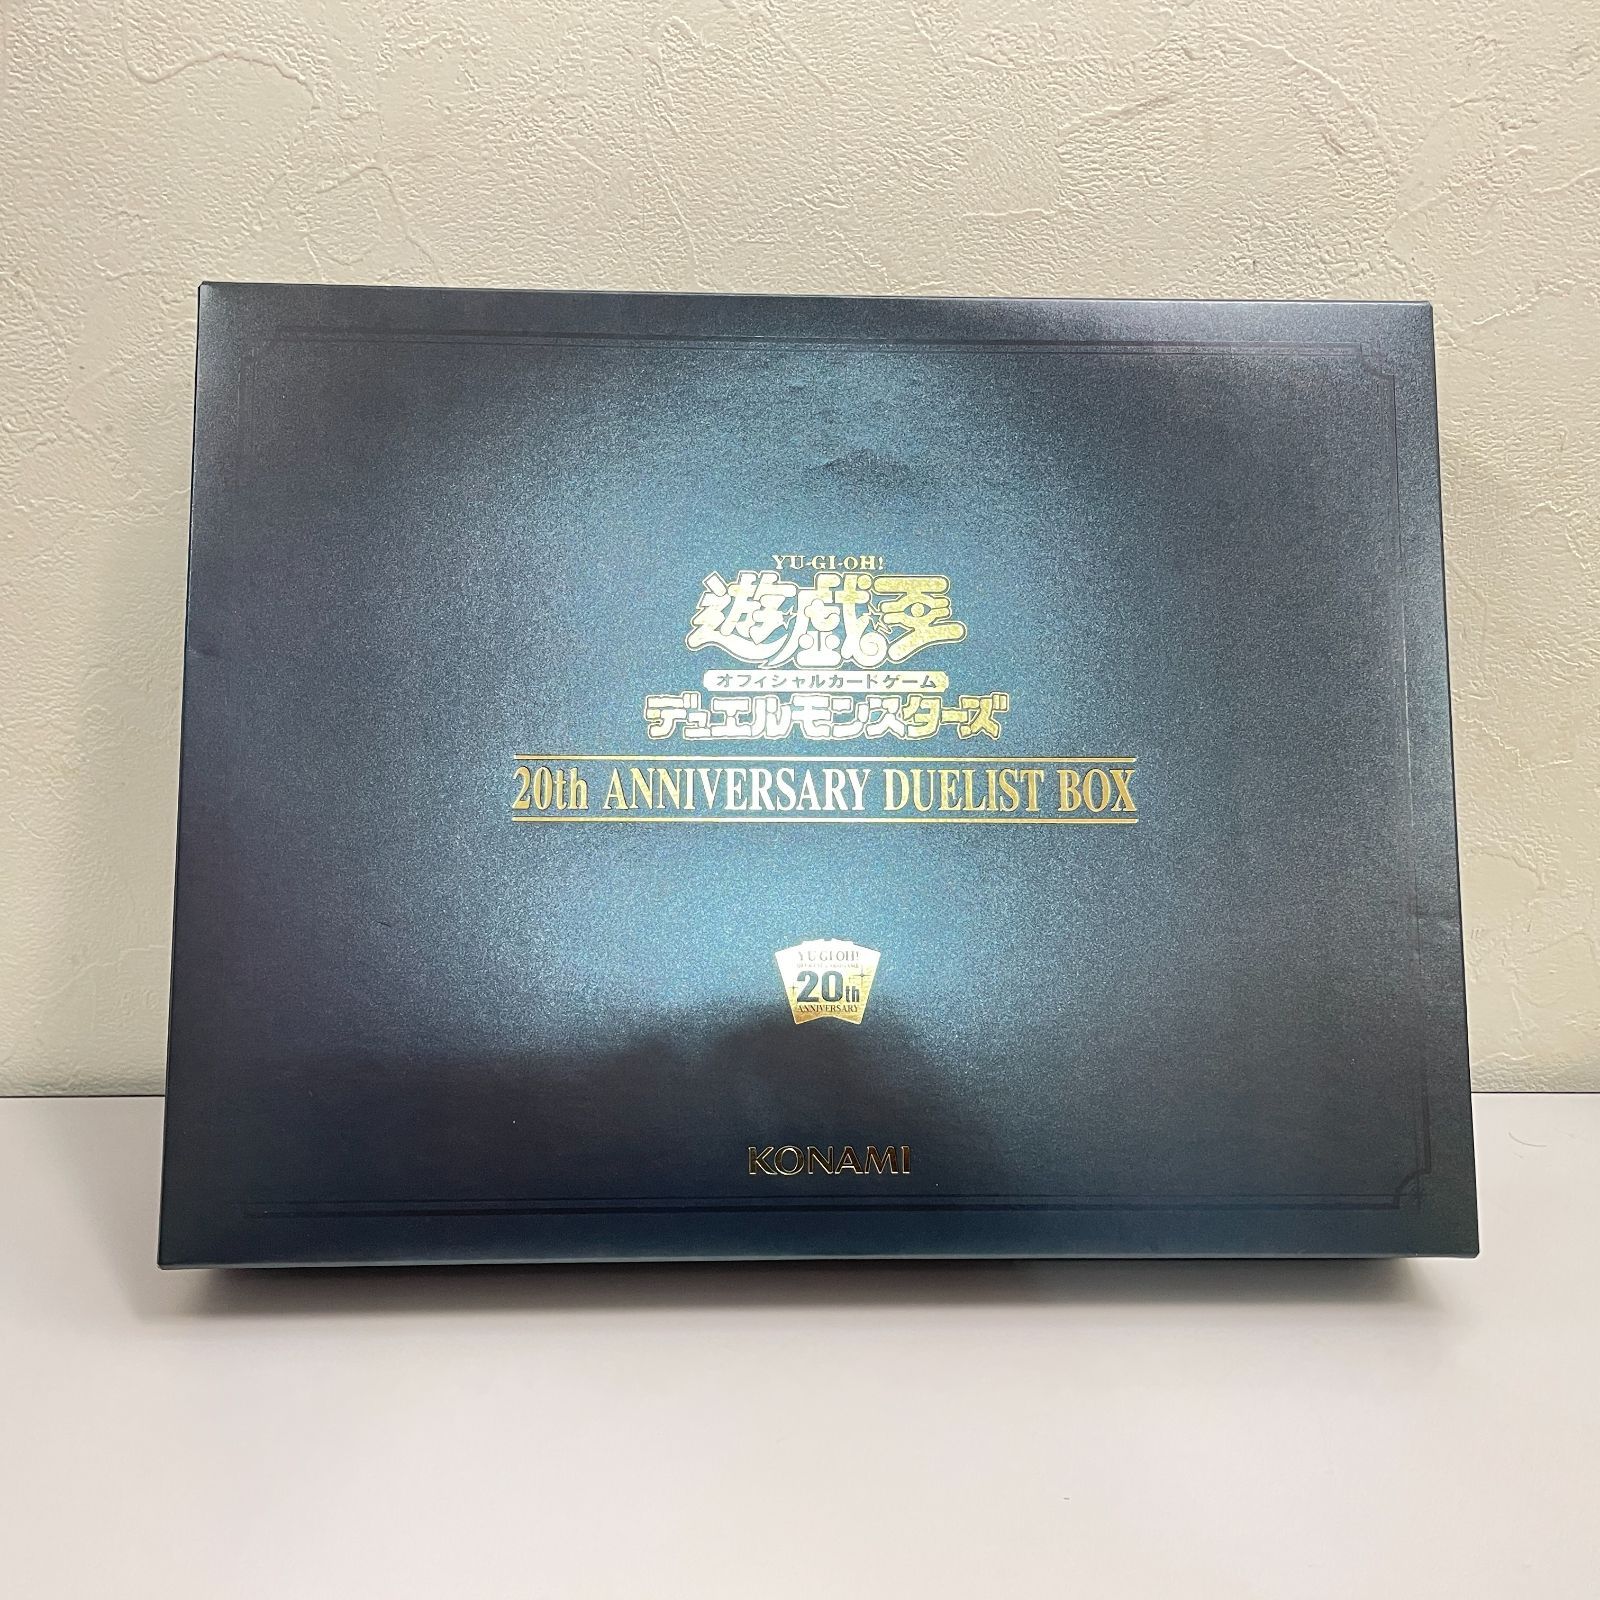 YU-GI-OH!
遊戯王
オフィシャルカードゲーム
デュエルモンスターズ
20th ANNIVERSARY DUELIST BOX
YU-GI-OH!
20th
ANNIVERSARY
KONAMI